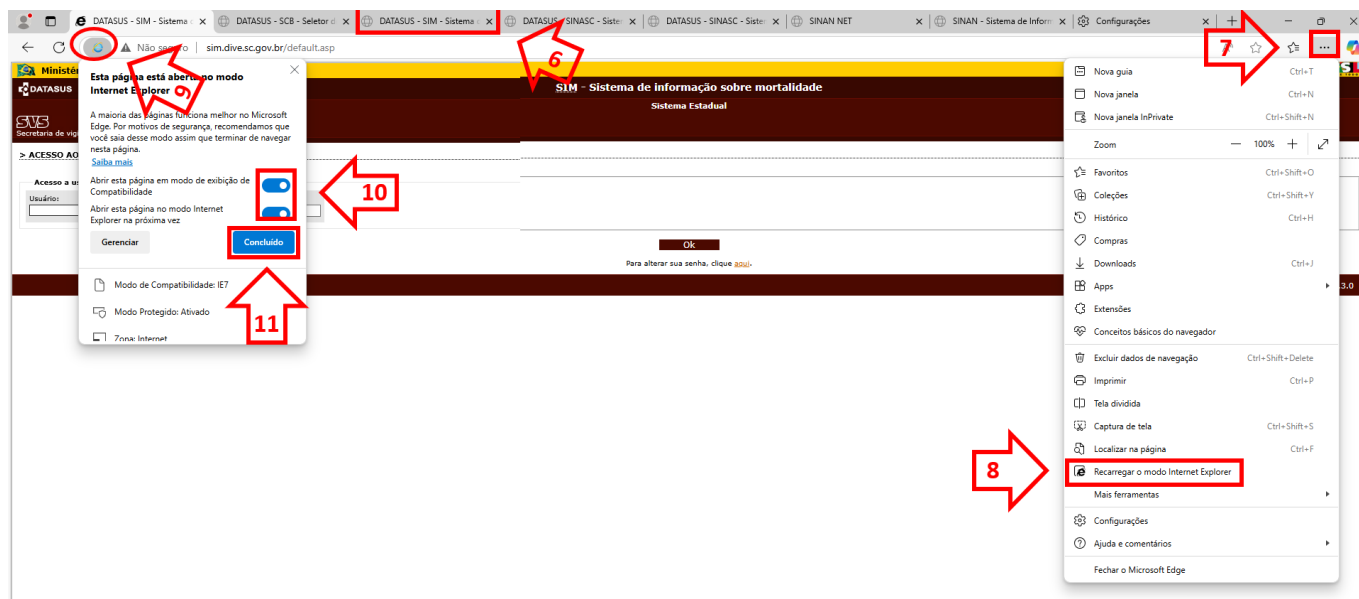 DATASUS - SIM - Sistema
DATASUS - SCB - Seletor d
DATASUS - SIM - Sistema
DATASUS - SINASC - Siste
DATASUS - SINASC - Siste
SINAN NET
SINAN - Sistema de Inform
Configurações
6
7
Não seguro
sim.dive.sc.gov.br/default.asp
9
Ministé
DATASUS
SVS
Secretaria de vig
> ACESSO AO
Acesso a u
Usuário:
SIM - Sistema de informação sobre mortalidade
Sistema Estadual
Ok
Para alterar sua senha, clique aqui.
.3.0
Esta página está aberta no modo
Internet Explorer
A maioria das páginas funciona melhor no Microsoft
Edge. Por motivos de segurança, recomendamos que
você saia desse modo assim que terminar de navegar
nesta página.
Saiba mais
Abrir esta página em modo de exibição de
Compatibilidade
Abrir esta página no modo Internet
Explorer na próxima vez
10
Gerenciar
Concluído
Modo de Compatibilidade: IE7
Modo Protegido: Ativado
Zona: Internet
11
Nova guia Ctrl+T
Nova janela Ctrl+N
Nova janela InPrivate Ctrl+Shift+N
Zoom — 100% +
Favoritos Ctrl+Shift+O
Coleções Ctrl+Shift+Y
Histórico Ctrl+H
Compras
Downloads Ctrl+J
Apps
Extensões
Conceitos básicos do navegador
Excluir dados de navegação Ctrl+Shift+Delete
Imprimir Ctrl+P
Tela dividida
Captura de tela Ctrl+Shift+S
Localizar na página Ctrl+F
8
Recarregar o modo Internet Explorer
Mais ferramentas
Configurações
Ajuda e comentários
Fechar o Microsoft Edge